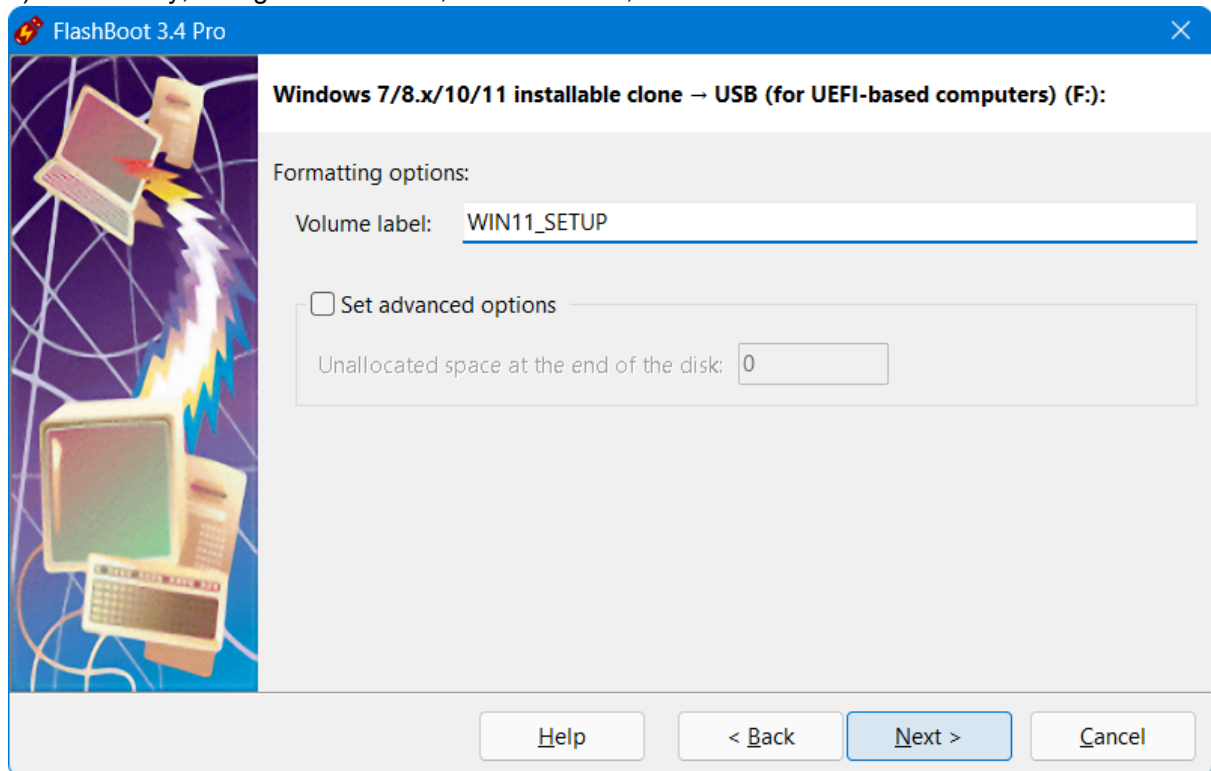 FlashBoot 3.4 Pro
Windows 7/8.x/10/11 installable clone → USB (for UEFI-based computers) (F:):
Formatting options:
Volume label: WIN11_SETUP
Set advanced options
Unallocated space at the end of the disk: 0
Help < Back Next > Cancel